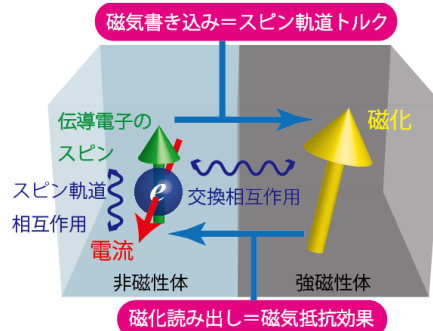 磁気書き込み＝スピン軌道トルク
伝導電子の
スピン
磁化
e
スピン軌道
相互作用
交換相互作用
電流
非磁性体
強磁性体
磁化読み出し＝磁気抵抗効果